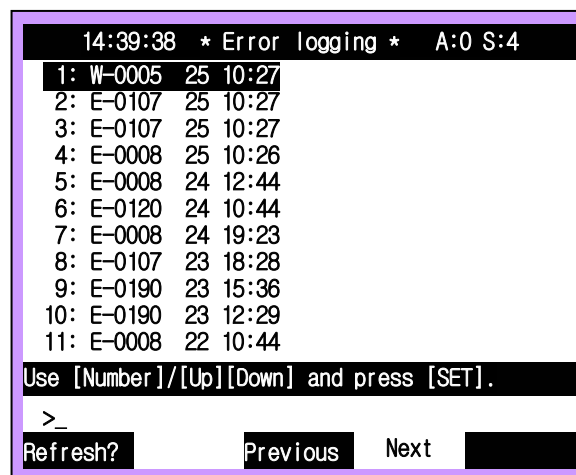 14:39:38 * Error logging * A:0 S:4
1: W-0005 25 10:27
2: E-0107 25 10:27
3: E-0107 25 10:27
4: E-0008 25 10:26
5: E-0008 24 12:44
6: E-0120 24 10:44
7: E-0008 24 19:23
8: E-0107 23 18:28
9: E-0190 23 15:36
10: E-0190 23 12:29
11: E-0008 22 10:44
Use [Number]/[Up][Down] and press [SET].
>_
Refresh? Previous Next